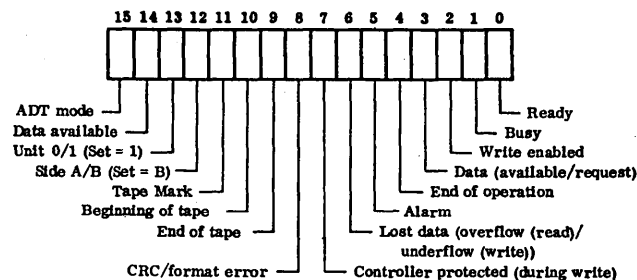 15 14 13 12 11 10 9 8 7 6 5 4 3 2 1 0
ADT mode
Data available
Unit 0/1 (Set = 1)
Side A/B (Set = B)
Tape Mark
Beginning of tape
End of tape
CRC/format error
Ready
Busy
Write enabled
Data (available/request)
End of operation
Alarm
Lost data (overflow (read)/
underflow (write))
Controller protected (during write)